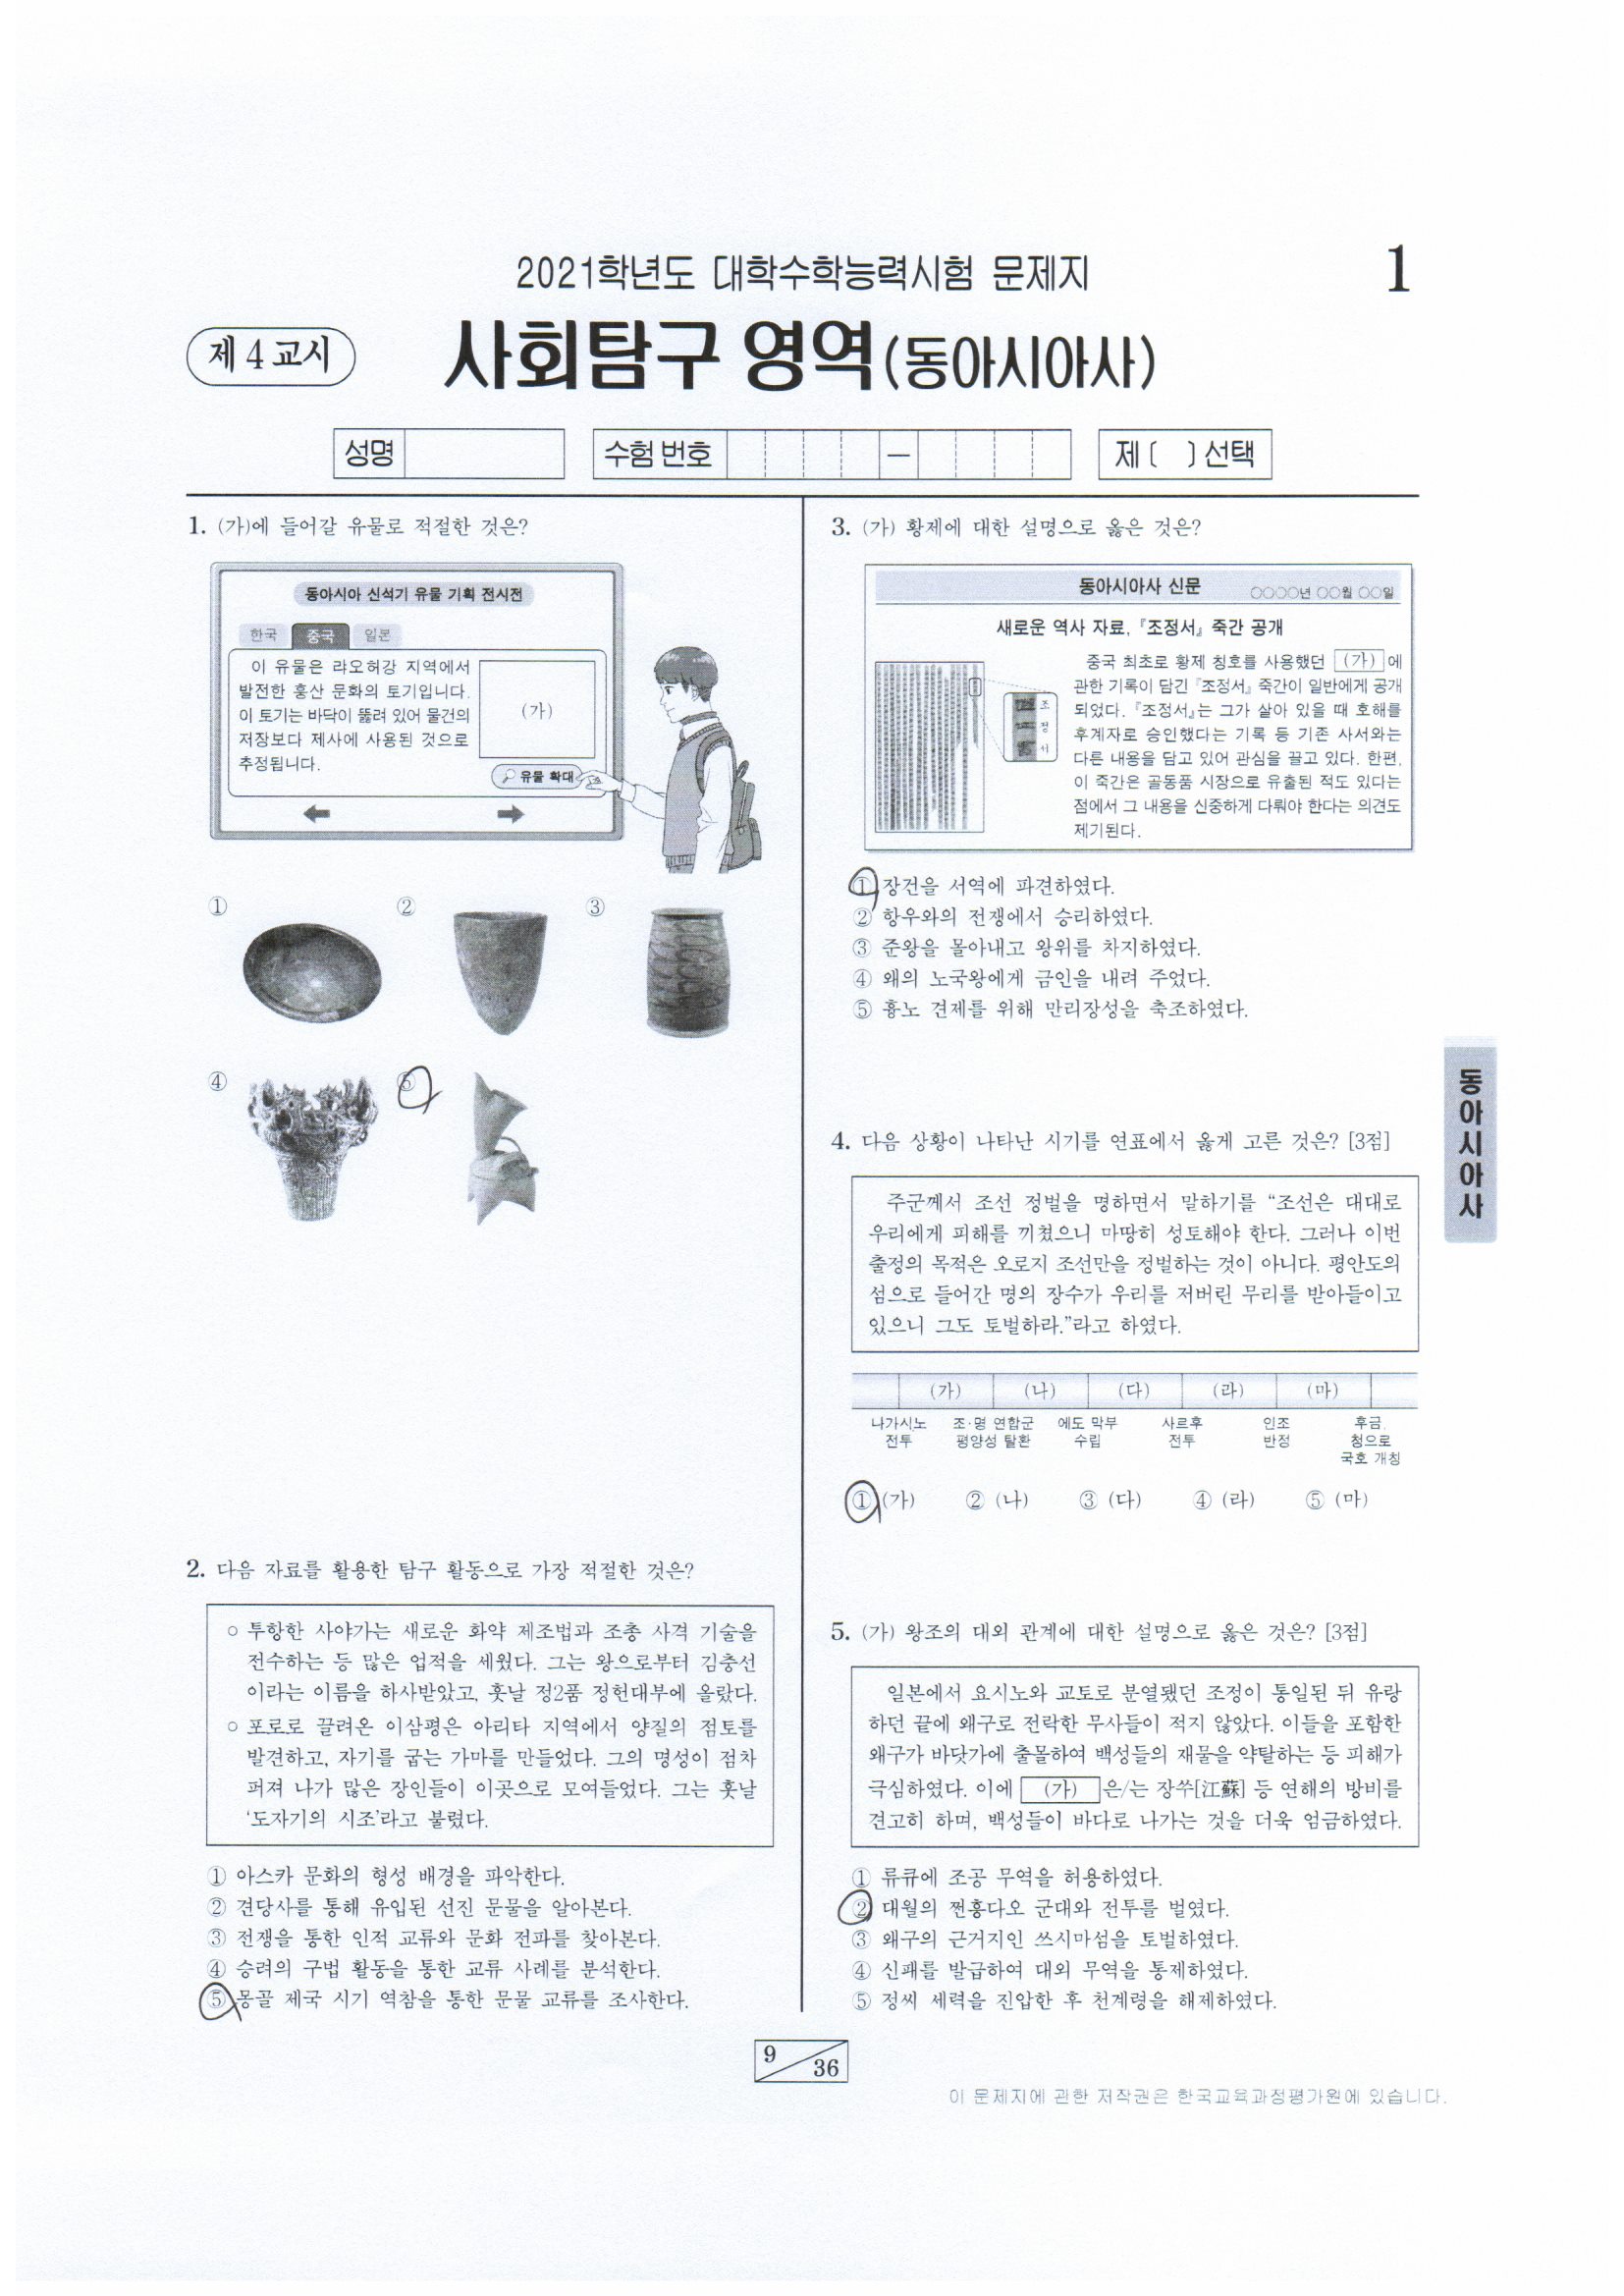 2021학년도 대학수학능력시험 문제지
1
제 4 교시
사회탐구 영역(동아시아사)
성명
수험 번호
—
제 ( ) 선택
1. (가)에 들어갈 유물로 적절한 것은?
동아시아 신석기 유물 기획 전시전
한국 중국 일본
이 유물은 랴오허강 지역에서
발전한 훙산 문화의 토기입니다.
이 토기는 바닥이 뚫려 있어 물건의
저장보다 제사에 사용된 것으로
추정됩니다.
(가)
유물 확대
① ② ③
④ ⑤
2. 다음 자료를 활용한 탐구 활동으로 가장 적절한 것은?
○ 투항한 사야가는 새로운 화약 제조법과 조총 사격 기술을
전수하는 등 많은 업적을 세웠다. 그는 왕으로부터 김충선
이라는 이름을 하사받았고, 훗날 정2품 정헌대부에 올랐다.
○ 포로로 끌려온 이삼평은 아리타 지역에서 양질의 점토를
발견하고, 자기를 굽는 가마를 만들었다. 그의 명성이 점차
퍼져 나가 많은 장인들이 이곳으로 모여들었다. 그는 훗날
‘도자기의 시조’라고 불렸다.
① 아스카 문화의 형성 배경을 파악한다.
② 견당사를 통해 유입된 선진 문물을 알아본다.
③ 전쟁을 통한 인적 교류와 문화 전파를 찾아본다.
④ 승려의 구법 활동을 통한 교류 사례를 분석한다.
⑤ 몽골 제국 시기 역참을 통한 문물 교류를 조사한다.
3. (가) 황제에 대한 설명으로 옳은 것은?
동아시아사 신문 ○○○○년 ○○월 ○○일
새로운 역사 자료, 『조정서』 죽간 공개
조
정
서
중국 최초로 황제 칭호를 사용했던 (가) 에
관한 기록이 담긴 『조정서』 죽간이 일반에게 공개
되었다. 『조정서』는 그가 살아 있을 때 호해를
후계자로 승인했다는 기록 등 기존 사서와는
다른 내용을 담고 있어 관심을 끌고 있다. 한편,
이 죽간은 골동품 시장으로 유출된 적도 있다는
점에서 그 내용을 신중하게 다뤄야 한다는 의견도
제기된다.
① 장건을 서역에 파견하였다.
② 항우와의 전쟁에서 승리하였다.
③ 준왕을 몰아내고 왕위를 차지하였다.
④ 왜의 노국왕에게 금인을 내려 주었다.
⑤ 흉노 견제를 위해 만리장성을 축조하였다.
4. 다음 상황이 나타난 시기를 연표에서 옳게 고른 것은? [3점]
주군께서 조선 정벌을 명하면서 말하기를 “조선은 대대로
우리에게 피해를 끼쳤으니 마땅히 성토해야 한다. 그러나 이번
출정의 목적은 오로지 조선만을 정벌하는 것이 아니다. 평안도의
섬으로 들어간 명의 장수가 우리를 저버린 무리를 받아들이고
있으니 그도 토벌하라.”라고 하였다.
(가) (나) (다) (라) (마)
나가시노 조·명 연합군 에도 막부 사르후 인조 후금,
전투 평양성 탈환 수립 전투 반정 청으로
국호 개칭
① (가) ② (나) ③ (다) ④ (라) ⑤ (마)
5. (가) 왕조의 대외 관계에 대한 설명으로 옳은 것은? [3점]
일본에서 요시노와 교토로 분열됐던 조정이 통일된 뒤 유랑
하던 끝에 왜구로 전락한 무사들이 적지 않았다. 이들을 포함한
왜구가 바닷가에 출몰하여 백성들의 재물을 약탈하는 등 피해가
극심하였다. 이에 (가) 은/는 장쑤[江蘇] 등 연해의 방비를
견고히 하며, 백성들이 바다로 나가는 것을 더욱 엄금하였다.
① 류큐에 조공 무역을 허용하였다.
② 대월의 쩐흥다오 군대와 전투를 벌였다.
③ 왜구의 근거지인 쓰시마섬을 토벌하였다.
④ 신패를 발급하여 대외 무역을 통제하였다.
⑤ 정씨 세력을 진압한 후 천계령을 해제하였다.
동아시아사
9 36
이 문제지에 관한 저작권은 한국교육과정평가원에 있습니다.